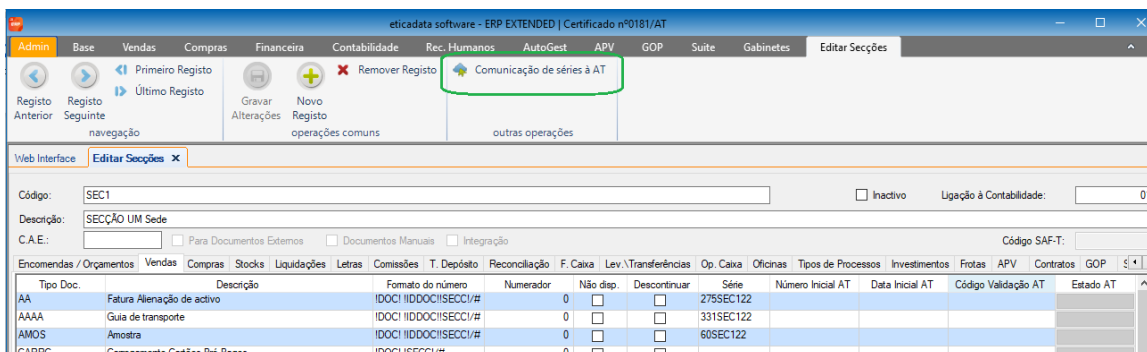 eticadata software - ERP EXTENDED | Certificado nº0181/AT
Admin Base Vendas Compras Financeira Contabilidade Rec. Humanos AutoGest APV GOP Suite Gabinetes Editar Secções
Primeiro Registo Remover Registo Comunicação de séries à AT
Último Registo
Registo Registo Gravar Novo
Anterior Seguinte Alterações Registo
navegação operações comuns outras operações
Web Interface Editar Secções X
Código: SEC1 Inactivo Ligação à Contabilidade: 0
Descrição: SECÇÃO UM Sede
C.A.E.: Para Documentos Externos Documentos Manuais Integração Código SAF-T:
Encomendas / Orçamentos Vendas Compras Stocks Liquidações Letras Comissões T. Depósito Reconciliação F. Caixa Lev.\Transferências Op. Caixa Oficinas Tipos de Processos Investimentos Frotas APV Contratos GOP
Tipo Doc. Descrição Formato do número Numerador Não disp. Descontinuar Série Número Inicial AT Data Inicial AT Código Validação AT Estado AT
AA Fatura Alienação de activo !DOC! !IDDOC!!SECC!/# 0 275SEC122
AAAA Guia de transporte !DOC! !IDDOC!!SECC!/# 0 331SEC122
AMOS Amostra !DOC! !IDDOC!!SECC!/# 0 60SEC122